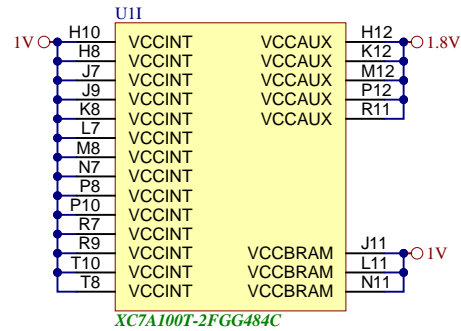 U1I
1V H10 VCCINT VCCAUX H12 1.8V
H8 VCCINT VCCAUX K12
J7 VCCINT VCCAUX M12
J9 VCCINT VCCAUX P12
K8 VCCINT VCCAUX R11
L7 VCCINT
M8 VCCINT
N7 VCCINT
P8 VCCINT
P10 VCCINT
R7 VCCINT
R9 VCCINT VCCBRAM J11 1V
T10 VCCINT VCCBRAM L11
T8 VCCINT VCCBRAM N11
XC7A100T-2FGG484C